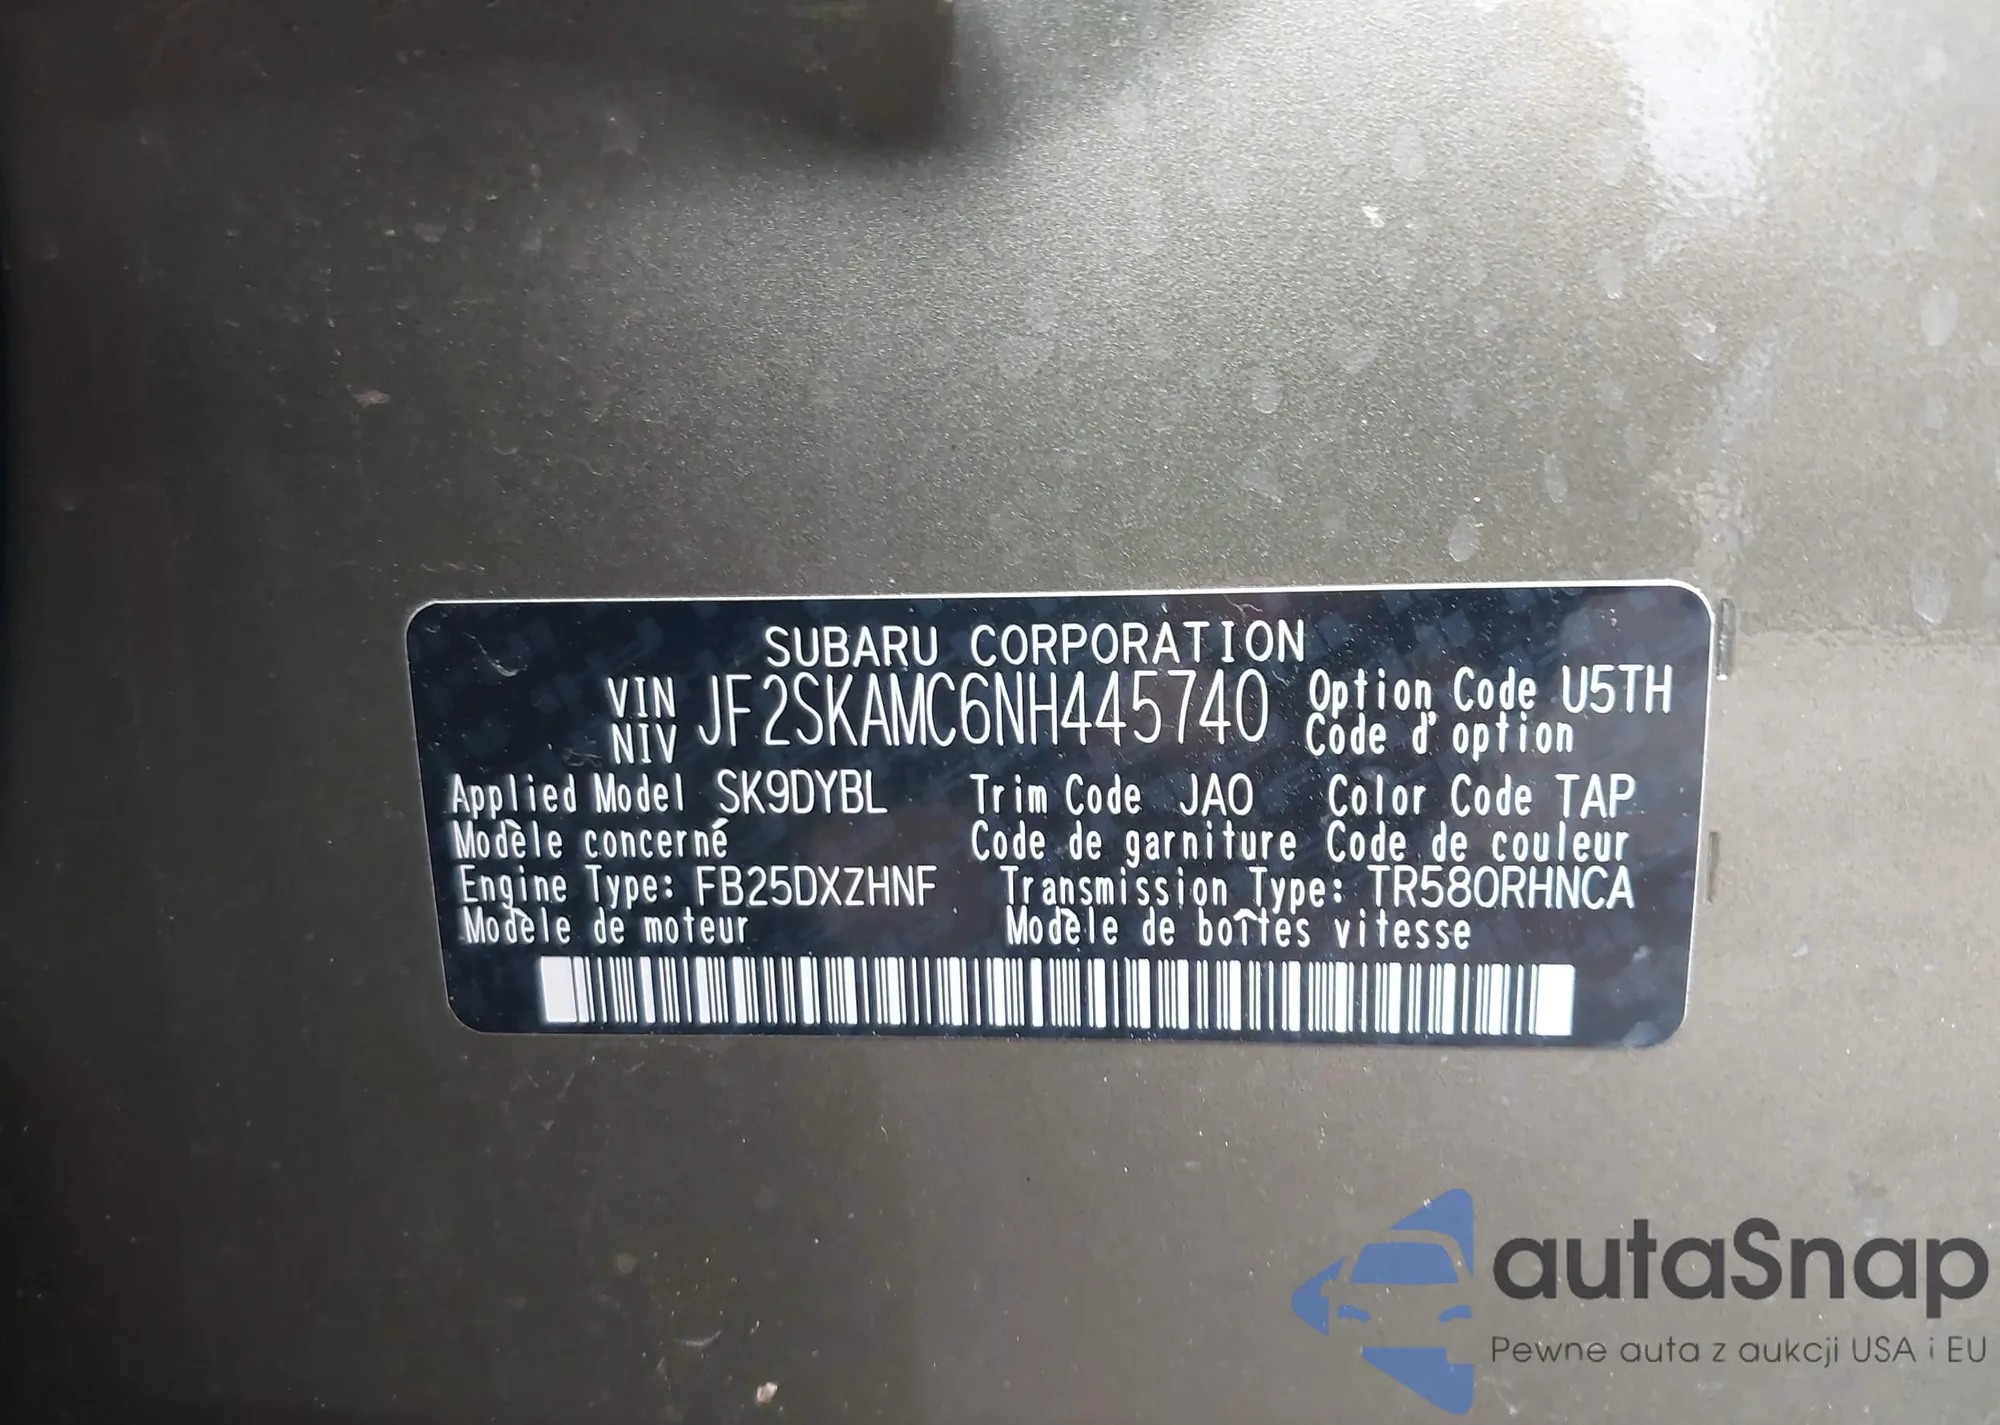 SUBARU CORPORATION
VIN JF2SKAMC6NH445740 Option Code U5TH
NIV Code d'option
Applied Model SK9DYBL Trim Code JAO Color Code TAP
Modèle concerné Code de garniture Code de couleur
Engine Type: FB25DXZHNF Transmission Type: TR580RHNCA
Modèle de moteur Modèle de boîtes vitesse
autaSnap
Pewne auta z aukcji USA i EU